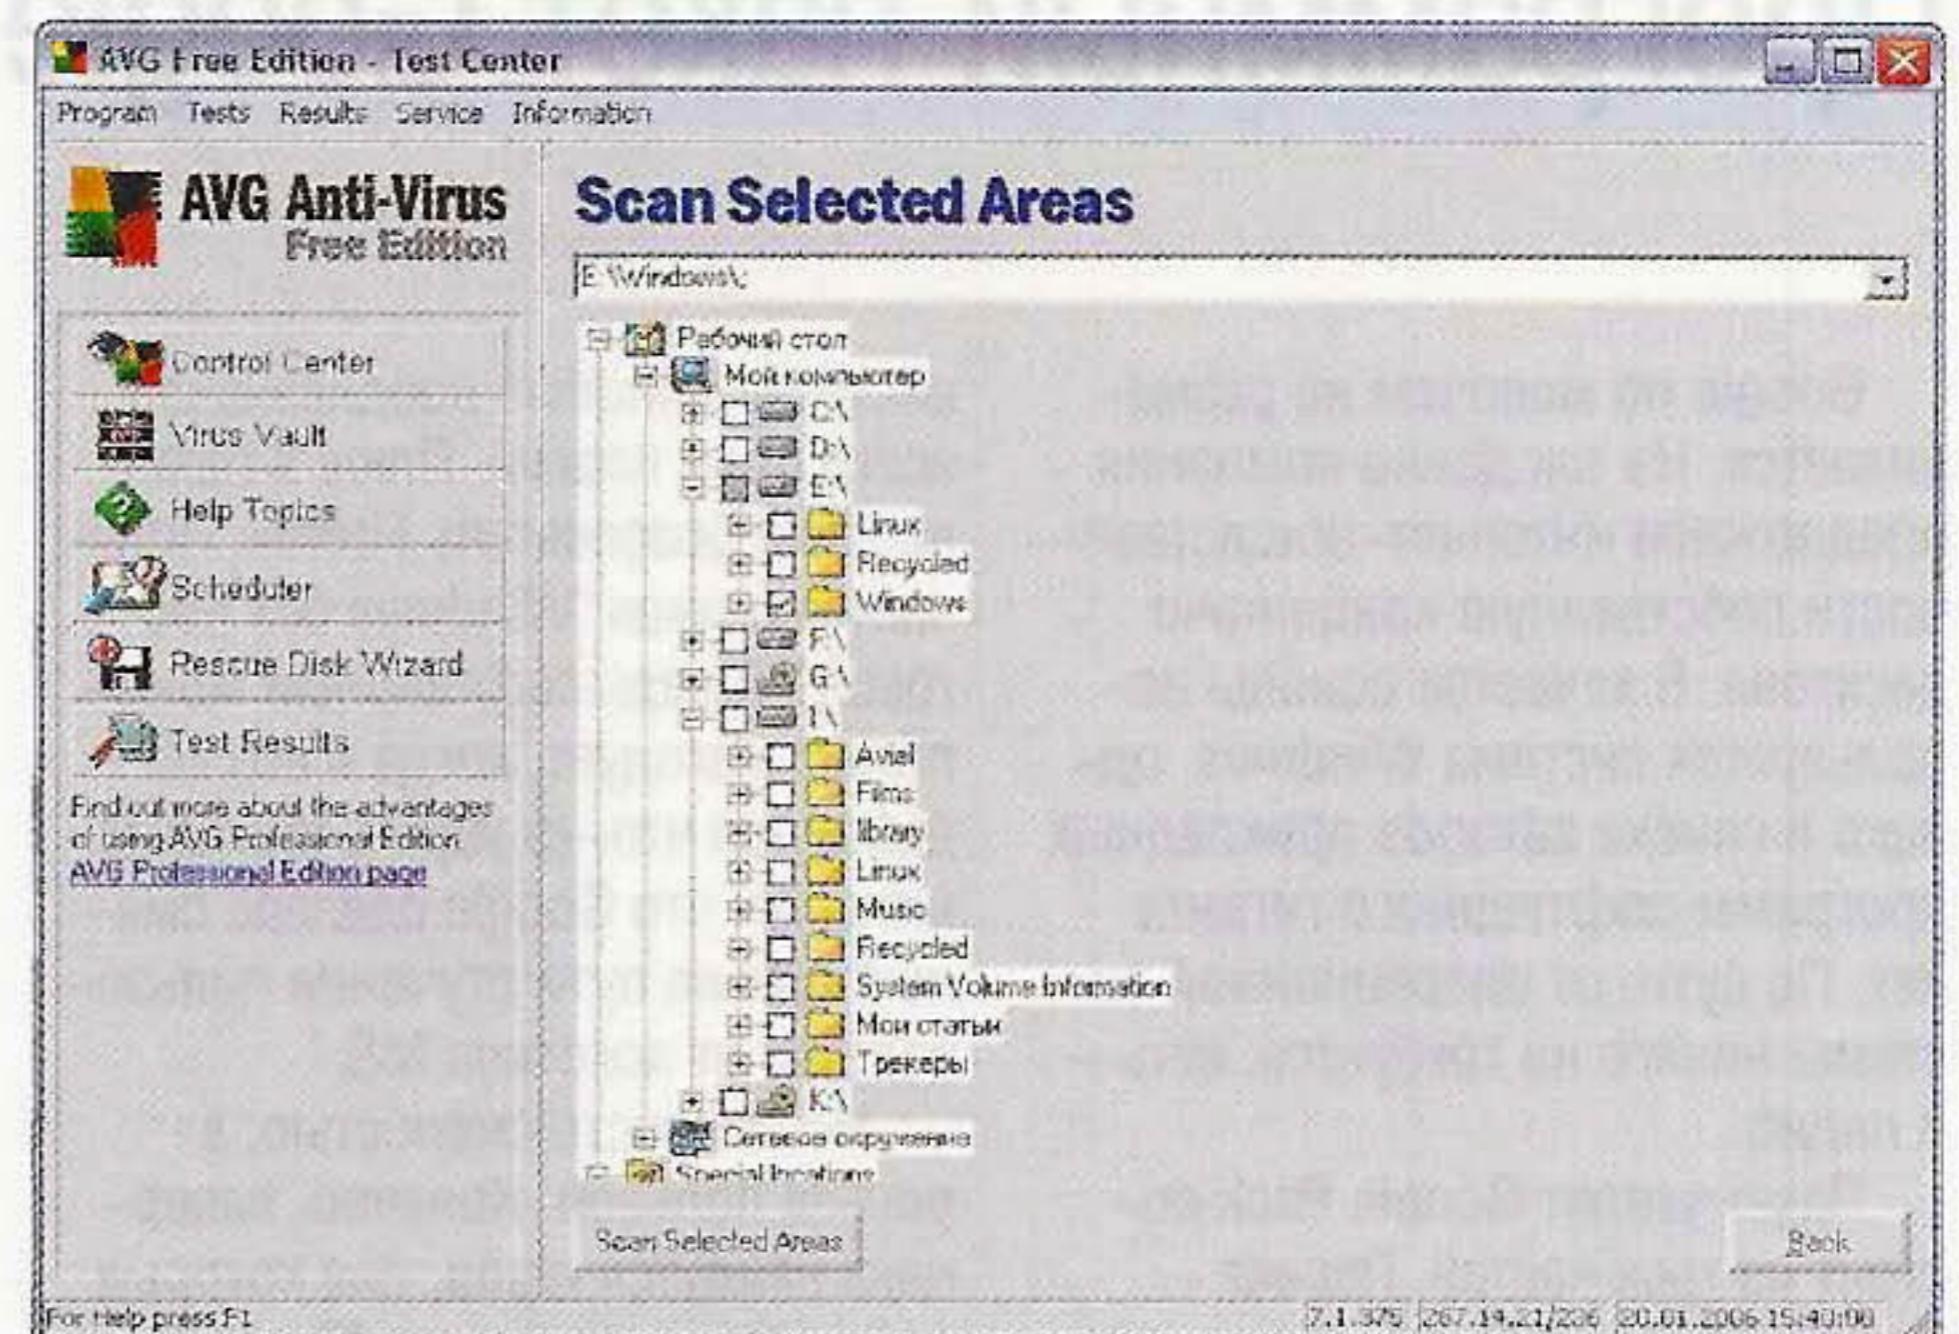 AVG Free Edition - Test Center
Program Tests Results Service Information
AVG Anti-Virus
Free Edition
Control Center
Virus Vault
Help Topics
Scheduler
Rescue Disk Wizard
Test Results
Find out more about the advantages
of using AVG Professional Edition
AVG Professional Edition page
Scan Selected Areas
E:\Windows\;
Рабочий стол
Мой компьютер
C:\
D:\
E:\
Linux
Recycled
Windows
F:\
G:\
I:\
Avial
Films
library
Linux
Music
Recycled
System Volume Information
Мои статьи
Трекеры
K:\
Сетевое окружение
Special locations
Scan Selected Areas
Back
For Help press F1
7.1.375 267.14.21/236 20.01.2006 15:40:00